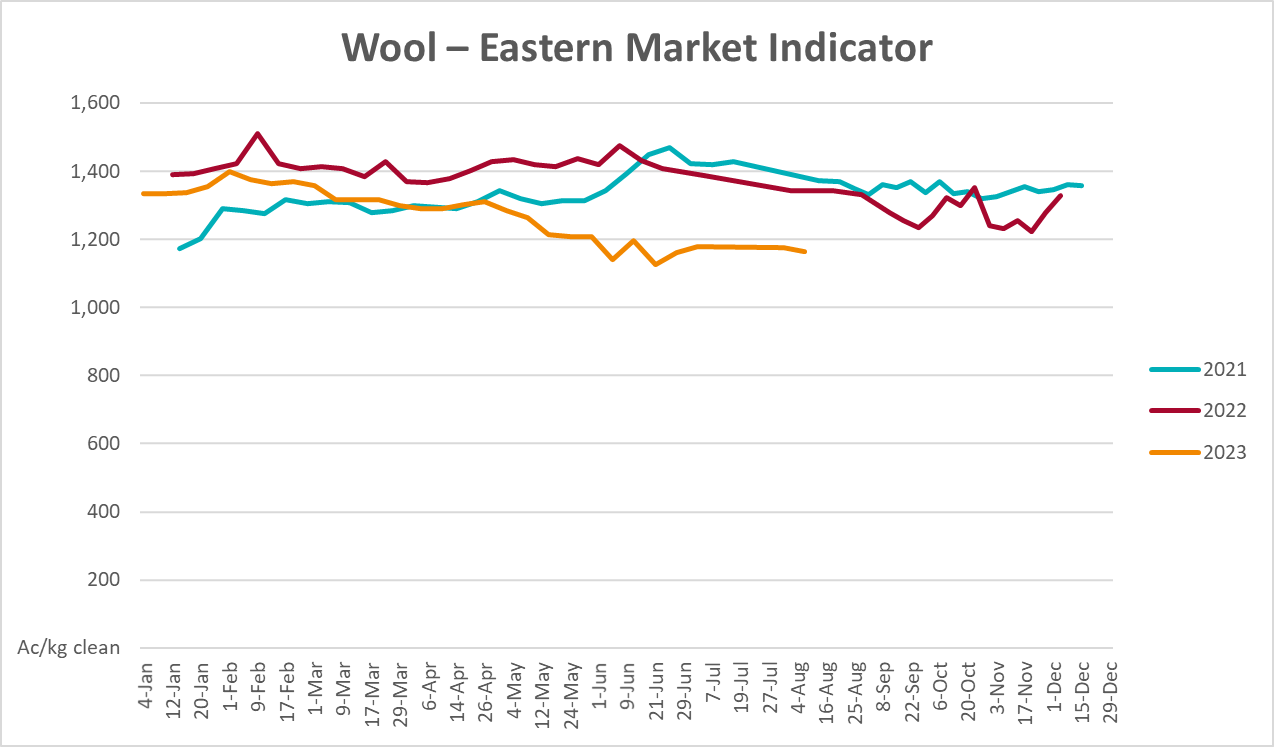 Wool – Eastern Market Indicator
1,600
1,400
1,200
1,000
800
600
400
200
Ac/kg clean
4-Jan
12-Jan
20-Jan
1-Feb
9-Feb
17-Feb
1-Mar
9-Mar
17-Mar
29-Mar
6-Apr
14-Apr
26-Apr
4-May
12-May
24-May
1-Jun
9-Jun
21-Jun
29-Jun
7-Jul
19-Jul
27-Jul
4-Aug
16-Aug
25-Aug
8-Sep
22-Sep
6-Oct
20-Oct
3-Nov
17-Nov
1-Dec
15-Dec
29-Dec
2021
2022
2023